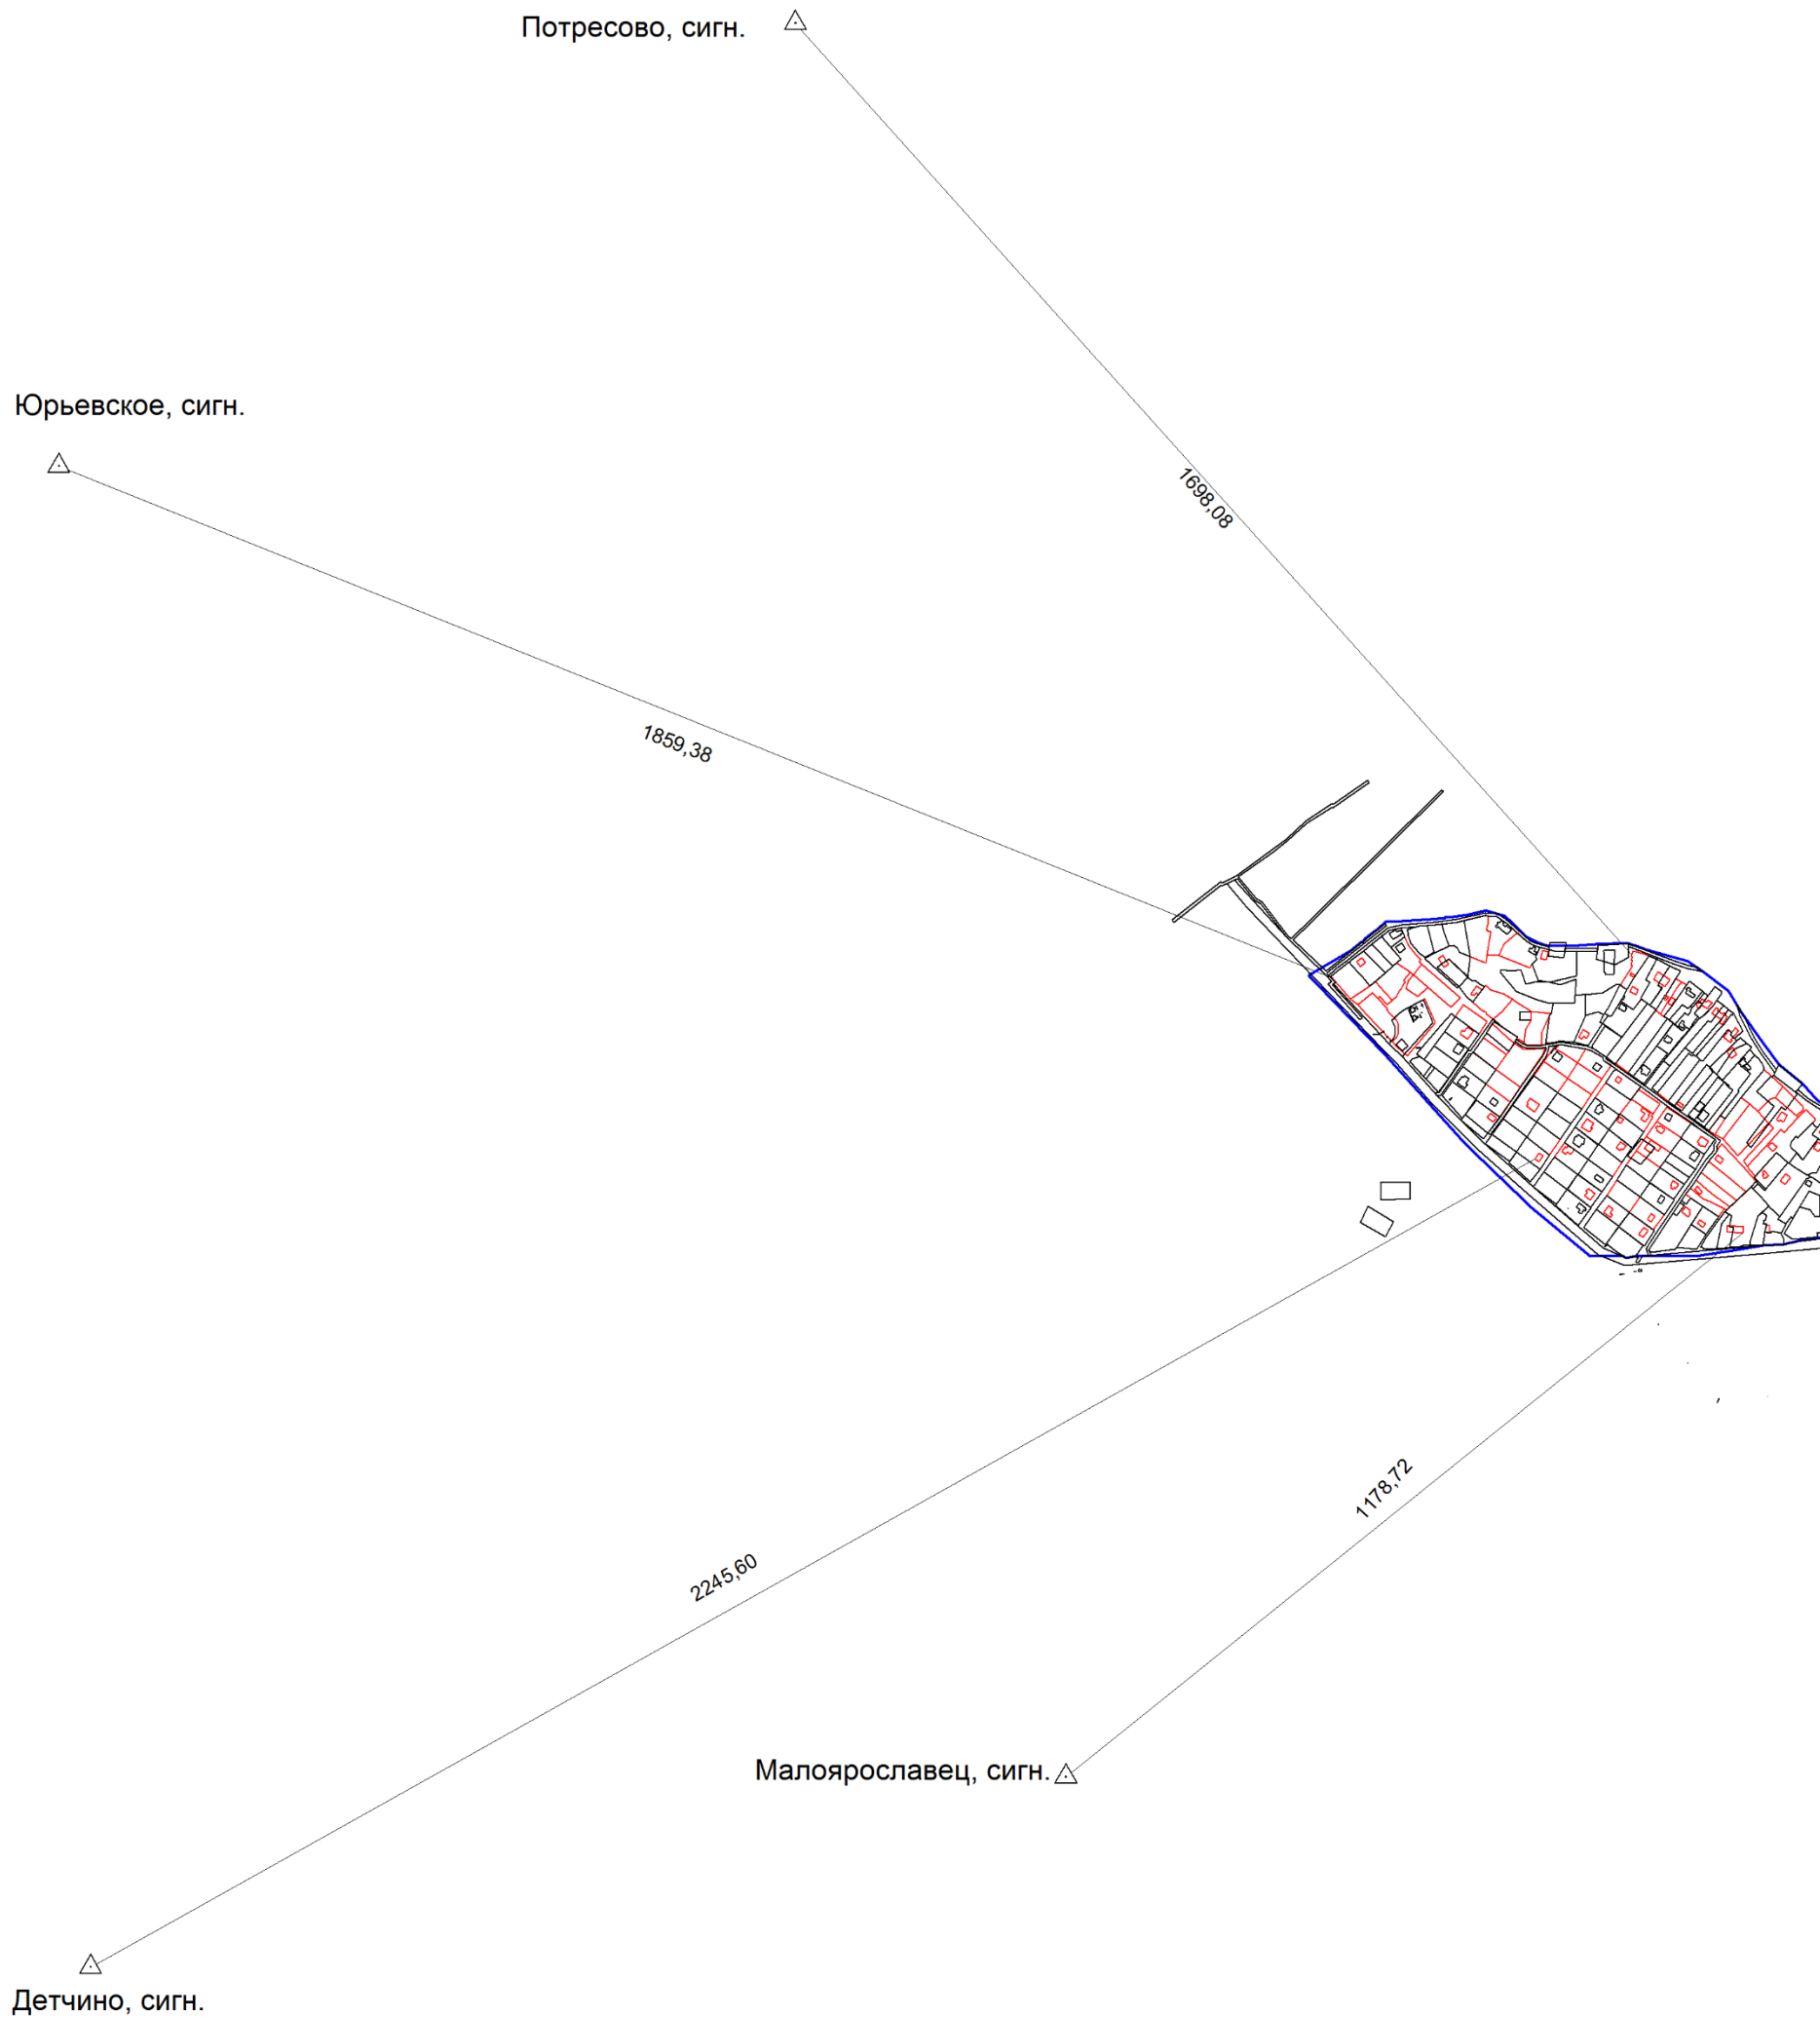 Потресово, сигн.
Юрьевское, сигн.
1698,08
1859,38
1178,72
2245,60
Малоярославец, сигн.
Детчино, сигн.